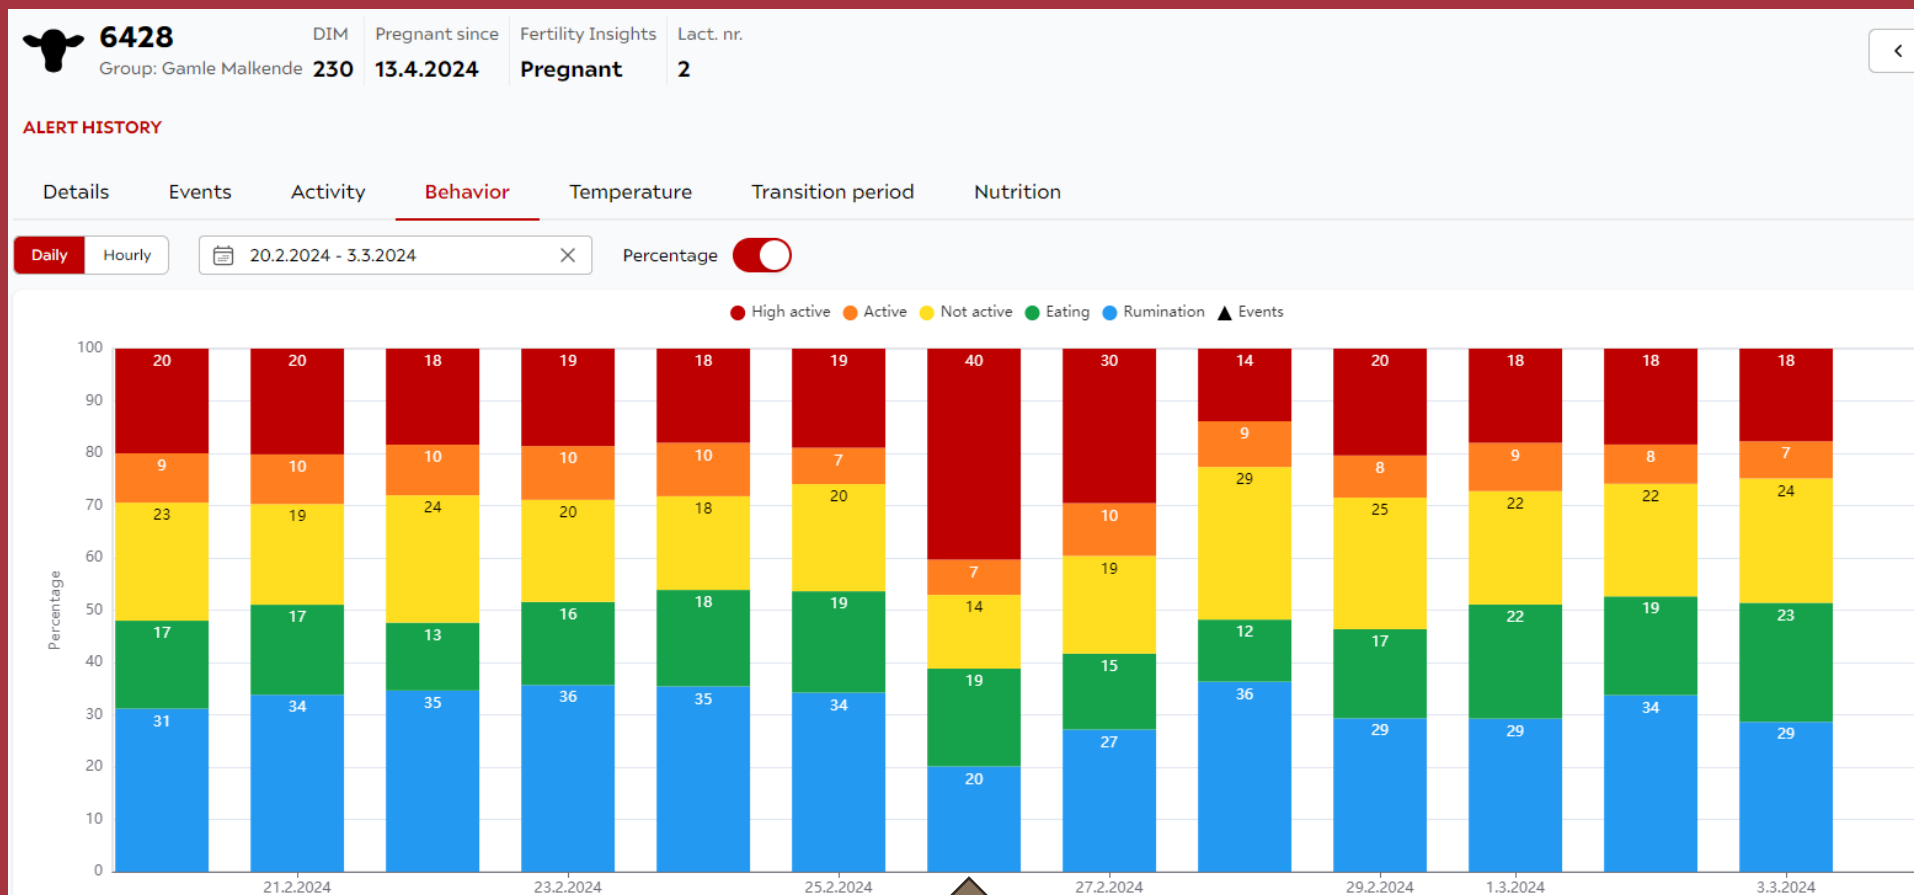 6428
Group: Gamle Malkende
DIM
230
Pregnant since
13.4.2024
Fertility Insights
Pregnant
Lact. nr.
2
ALERT HISTORY
Details Events Activity Behavior Temperature Transition period Nutrition
Daily Hourly 20.2.2024 - 3.3.2024 Percentage
High active Active Not active Eating Rumination Events
Percentage
100
90
80
70
60
50
40
30
20
10
0
20 9 23 17 31
20 10 19 17 34
18 10 24 13 35
19 10 20 16 36
18 10 18 18 35
19 7 20 19 34
40 7 14 19 20
30 10 19 15 27
14 9 29 12 36
20 8 25 17 29
18 9 22 22 29
18 8 22 19 34
18 7 24 23 29
21.2.2024 23.2.2024 25.2.2024 27.2.2024 29.2.2024 1.3.2024 3.3.2024